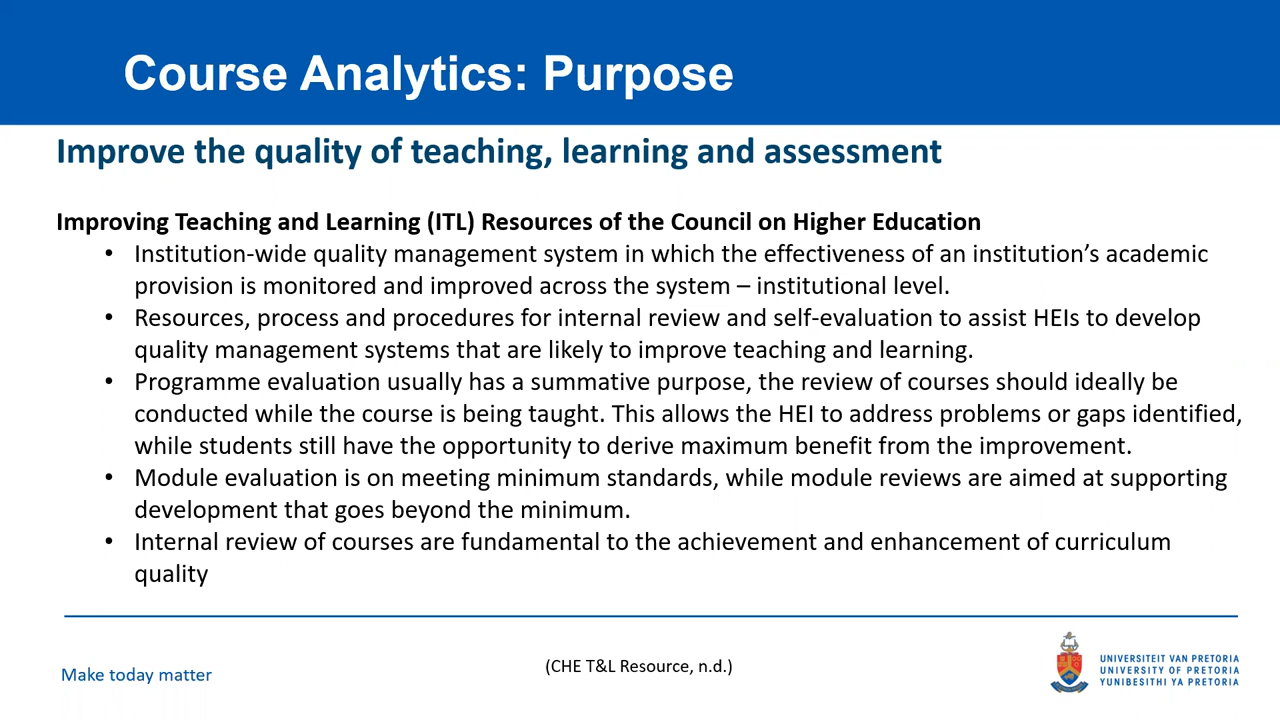 Course Analytics: Purpose
Improve the quality of teaching, learning and assessment
Improving Teaching and Learning (ITL) Resources of the Council on Higher Education
• Institution-wide quality management system in which the effectiveness of an institution’s academic
provision is monitored and improved across the system – institutional level.
• Resources, process and procedures for internal review and self-evaluation to assist HEIs to develop
quality management systems that are likely to improve teaching and learning.
• Programme evaluation usually has a summative purpose, the review of courses should ideally be
conducted while the course is being taught. This allows the HEI to address problems or gaps identified,
while students still have the opportunity to derive maximum benefit from the improvement.
• Module evaluation is on meeting minimum standards, while module reviews are aimed at supporting
development that goes beyond the minimum.
• Internal review of courses are fundamental to the achievement and enhancement of curriculum
quality
Make today matter
(CHE T&L Resource, n.d.)
UNIVERSITEIT VAN PRETORIA
UNIVERSITY OF PRETORIA
YUNIBESITHI YA PRETORIA